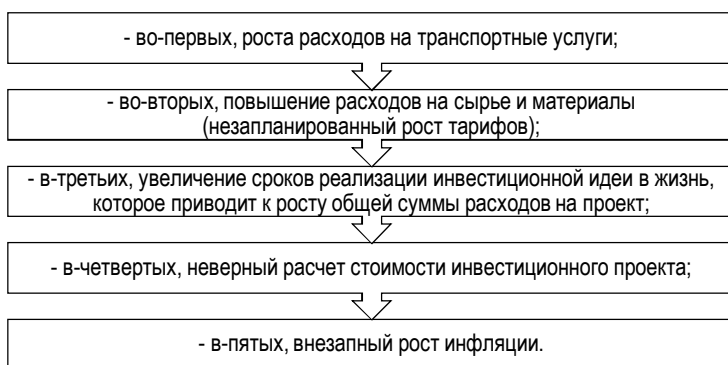 - во-первых, роста расходов на транспортные услуги;
- во-вторых, повышение расходов на сырье и материалы
(незапланированный рост тарифов);
- в-третьих, увеличение сроков реализации инвестиционной идеи в жизнь,
которое приводит к росту общей суммы расходов на проект;
- в-четвертых, неверный расчет стоимости инвестиционного проекта;
- в-пятых, внезапный рост инфляции.